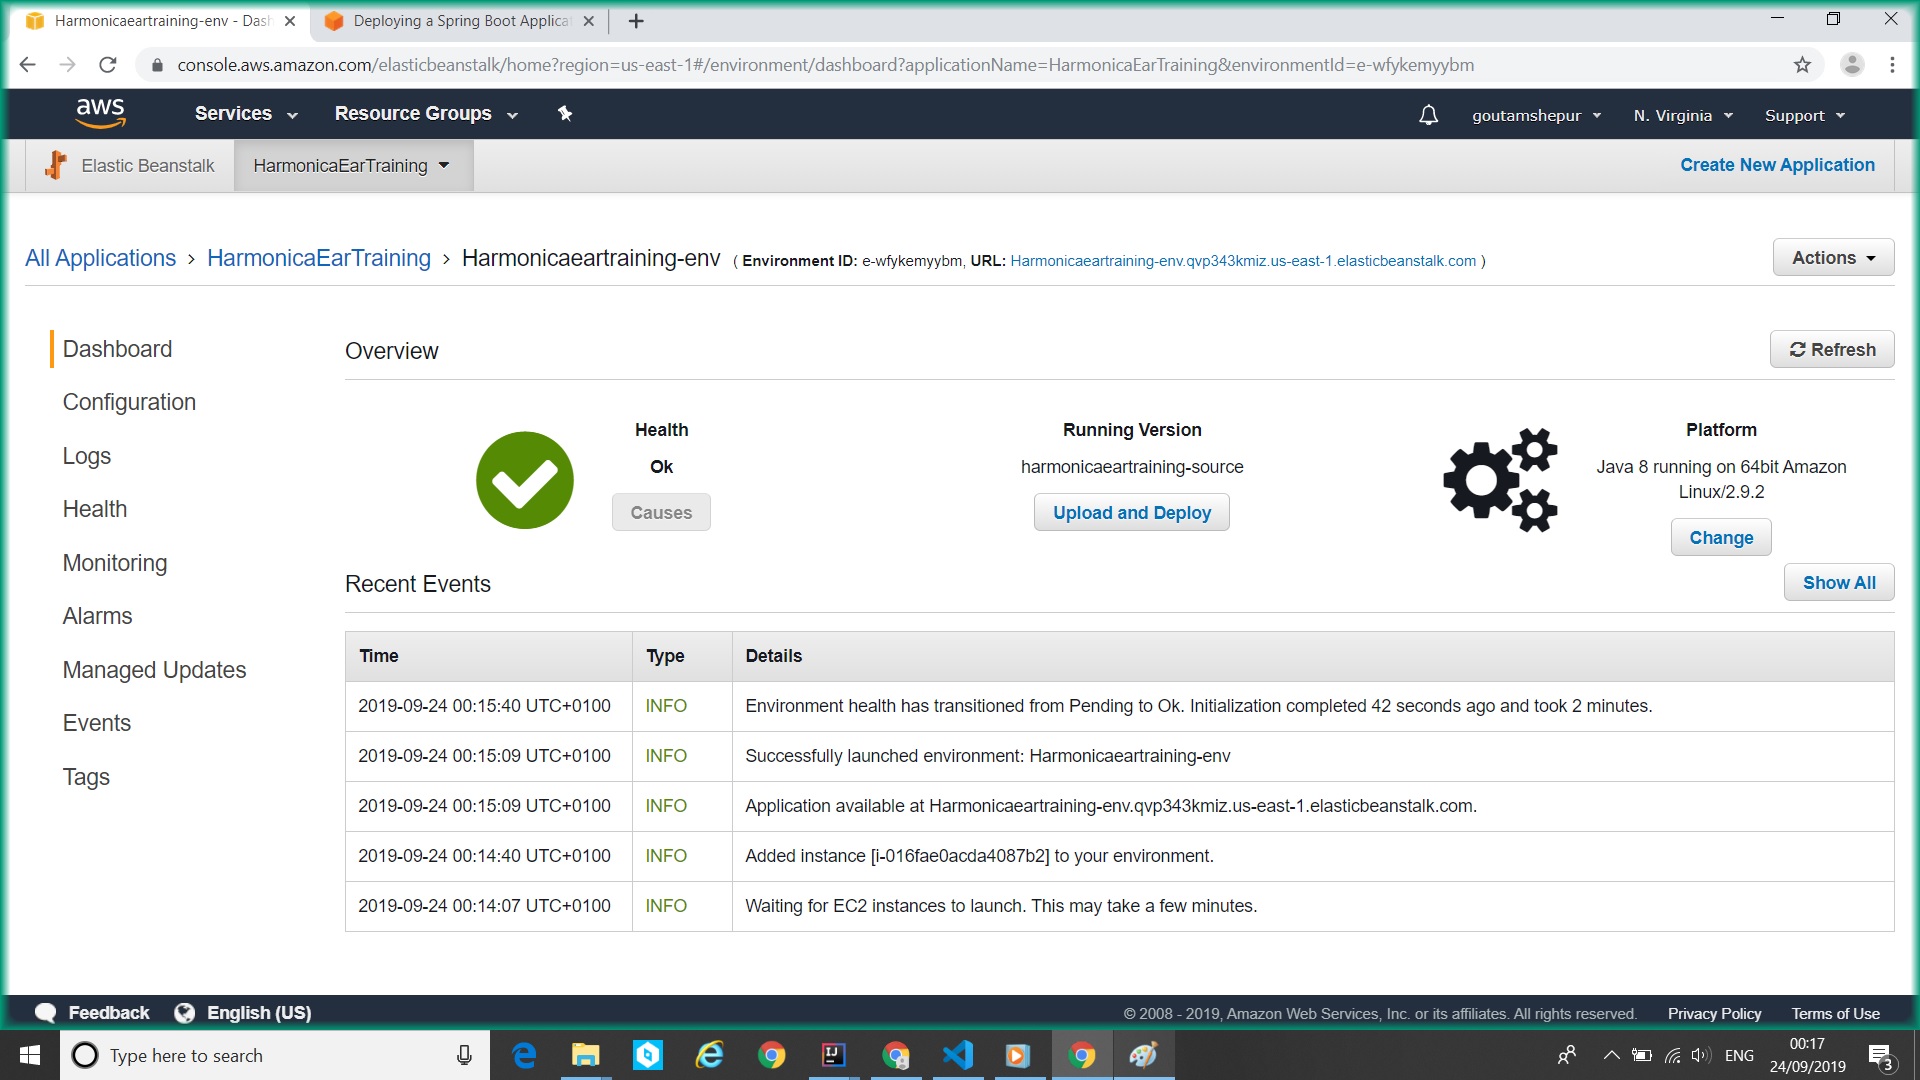 Harmonicaeartraining-env - Dash
Deploying a Spring Boot Applica
console.aws.amazon.com/elasticbeanstalk/home?region=us-east-1#/environment/dashboard?applicationName=HarmonicaEarTraining&environmentId=e-wfykemyybm
aws Services Resource Groups goutamshepur N. Virginia Support
Elastic Beanstalk HarmonicaEarTraining Create New Application
All Applications › HarmonicaEarTraining › Harmonicaeartraining-env ( Environment ID: e-wfykemyybm, URL: Harmonicaeartraining-env.qvp343kmiz.us-east-1.elasticbeanstalk.com )
Actions
Dashboard
Configuration
Logs
Health
Monitoring
Alarms
Managed Updates
Events
Tags
Overview
Refresh
Health
Ok
Causes
Running Version
harmonicaeartraining-source
Upload and Deploy
Platform
Java 8 running on 64bit Amazon
Linux/2.9.2
Change
Recent Events
Show All
Time Type Details
2019-09-24 00:15:40 UTC+0100 INFO Environment health has transitioned from Pending to Ok. Initialization completed 42 seconds ago and took 2 minutes.
2019-09-24 00:15:09 UTC+0100 INFO Successfully launched environment: Harmonicaeartraining-env
2019-09-24 00:15:09 UTC+0100 INFO Application available at Harmonicaeartraining-env.qvp343kmiz.us-east-1.elasticbeanstalk.com.
2019-09-24 00:14:40 UTC+0100 INFO Added instance [i-016fae0acda4087b2] to your environment.
2019-09-24 00:14:07 UTC+0100 INFO Waiting for EC2 instances to launch. This may take a few minutes.
Feedback English (US) © 2008 - 2019, Amazon Web Services, Inc. or its affiliates. All rights reserved. Privacy Policy Terms of Use
Type here to search
IJ
ENG
00:17
24/09/2019
3